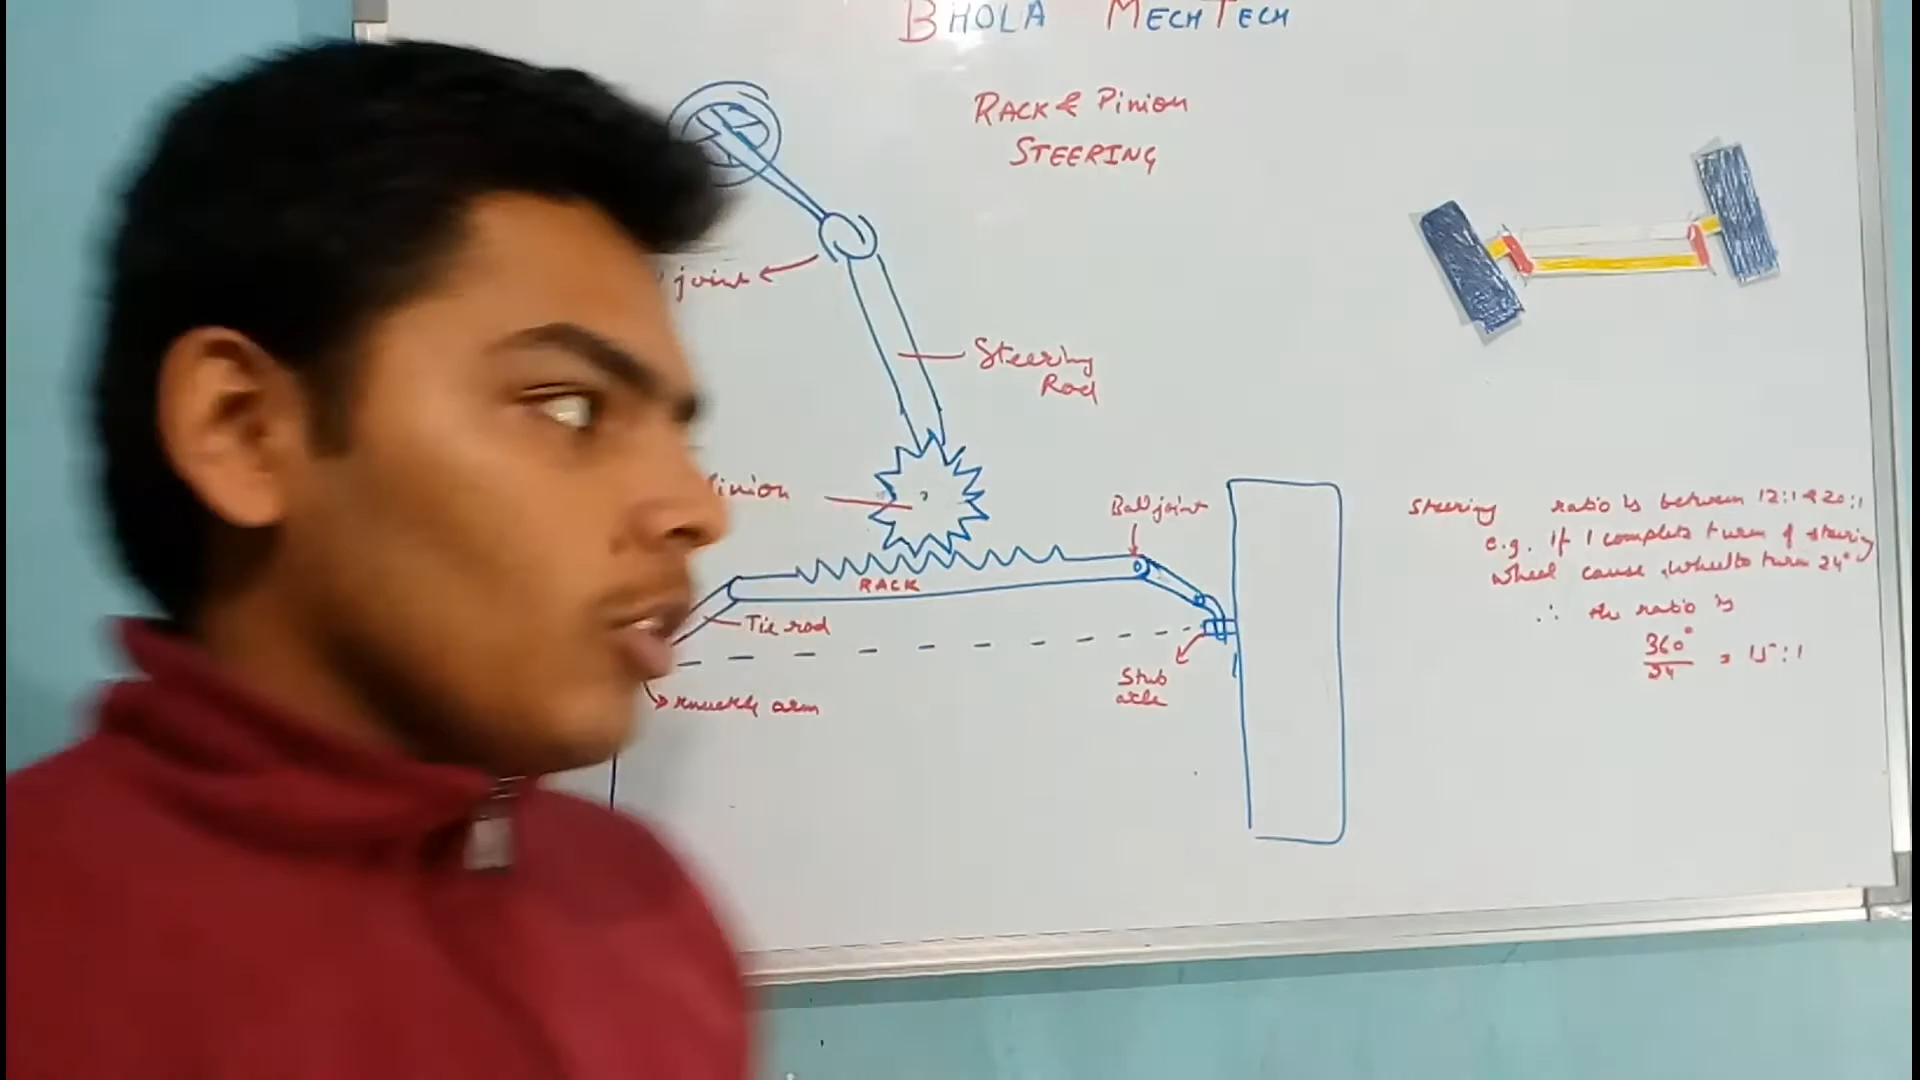 BHOLA MECHTECH
RACK & Pinion
STEERING
joint
Steering
Rod
inion
Ball joint
RACK
Tie rod
Knuckle arm
Stub
axle
Steering ratio is between 12:1 & 20:1
e.g. If 1 complete turn of steering
wheel cause wheel to turn 24°
∴ the ratio is
360°
24
= 15:1